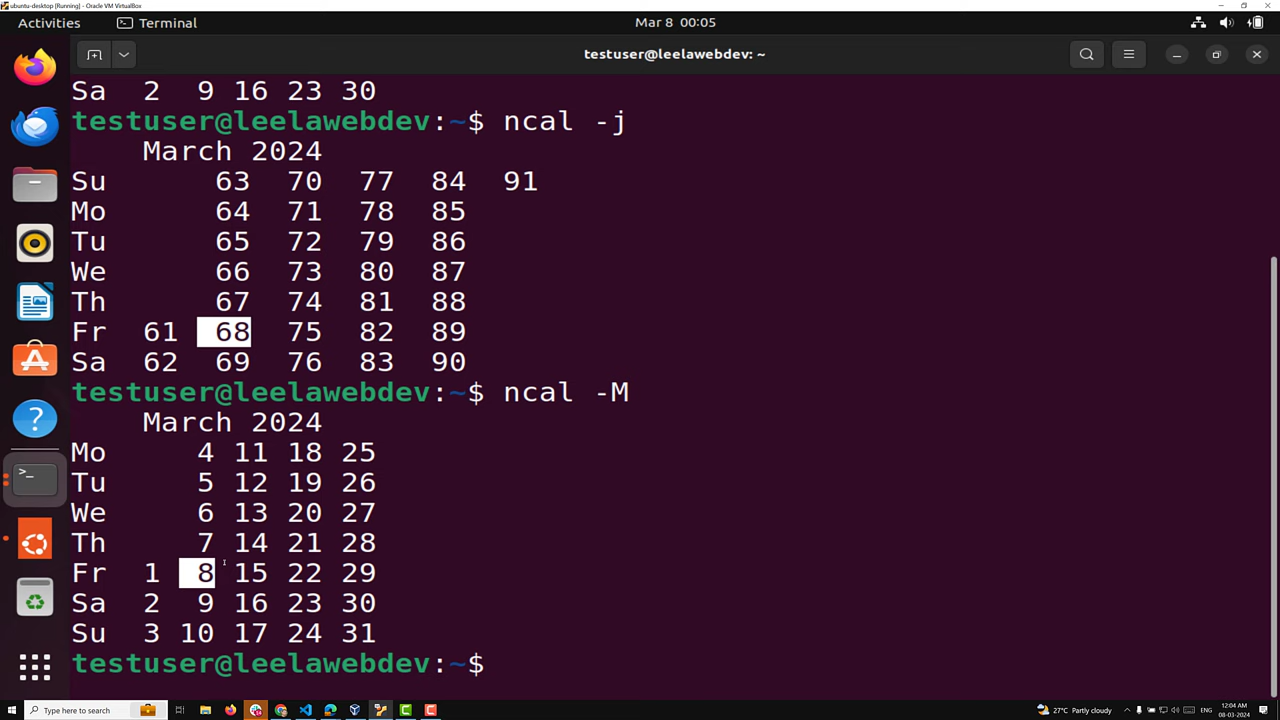 ubuntu-desktop [Running] - Oracle VM VirtualBox
Activities Terminal Mar 8 00:05
testuser@leelawebdev: ~
Sa 2 9 16 23 30
testuser@leelawebdev:~$ ncal -j
March 2024
Su 63 70 77 84 91
Mo 64 71 78 85
Tu 65 72 79 86
We 66 73 80 87
Th 67 74 81 88
Fr 61 68 75 82 89
Sa 62 69 76 83 90
testuser@leelawebdev:~$ ncal -M
March 2024
Mo 4 11 18 25
Tu 5 12 19 26
We 6 13 20 27
Th 7 14 21 28
Fr 1 8 15 22 29
Sa 2 9 16 23 30
Su 3 10 17 24 31
testuser@leelawebdev:~$
Type here to search 27°C Partly cloudy ENG 12:04 AM
08-03-2024